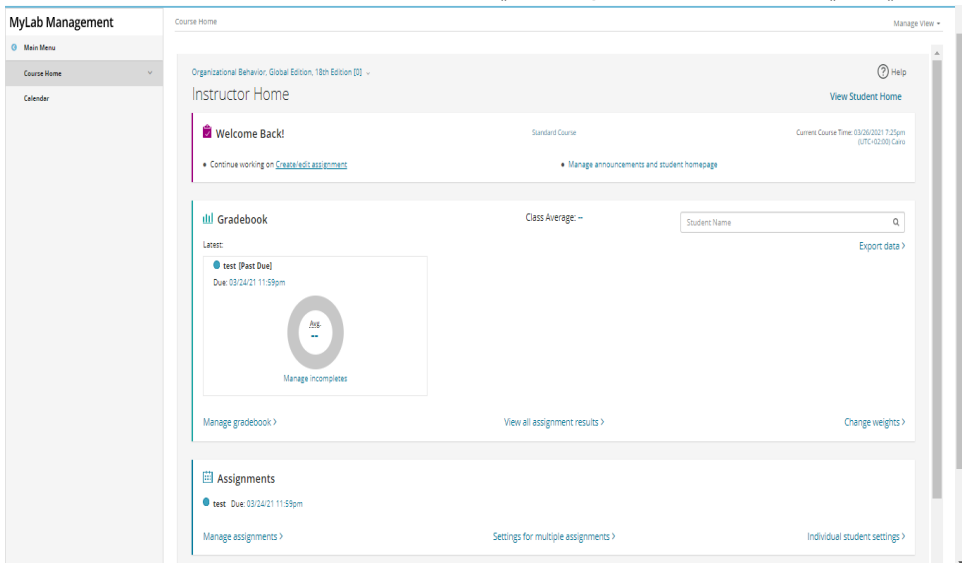 MyLab Management
Course Home
Manage View
Main Menu
Course Home
Calendar
Organizational Behavior, Global Edition, 18th Edition [0]
Help
Instructor Home
View Student Home
Welcome Back!
Standard Course
Current Course Time: 03/26/2021 7:25pm
(UTC+02:00) Cairo
Continue working on Create/edit assignment
Manage announcements and student homepage
Gradebook
Class Average: --
Student Name
Latest:
Export data >
test [Past Due]
Due: 03/24/21 11:59pm
Avg.
--
Manage incompletes
Manage gradebook >
View all assignment results >
Change weights >
Assignments
test Due: 03/24/21 11:59pm
Manage assignments >
Settings for multiple assignments >
Individual student settings >